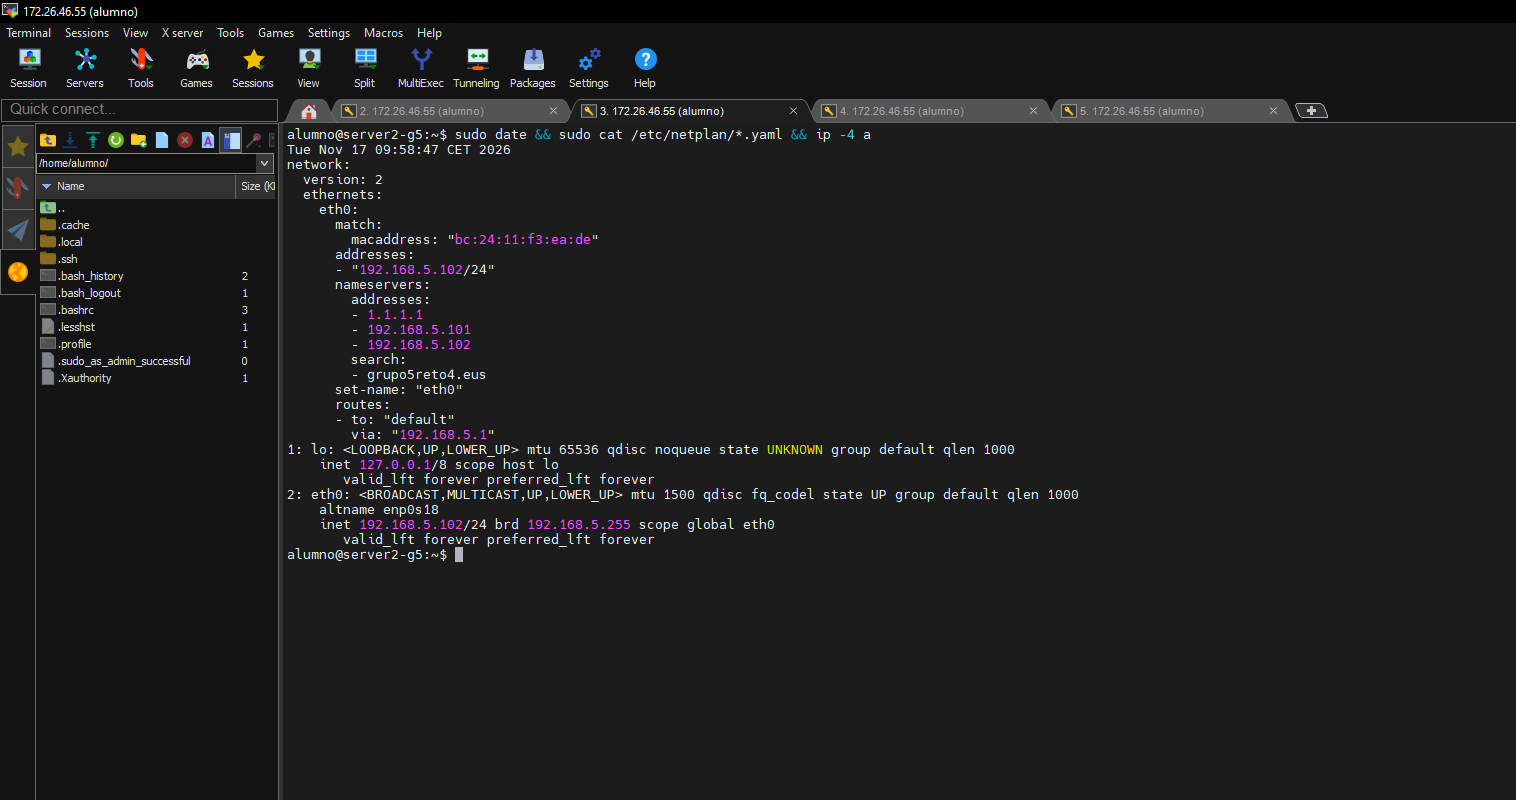 172.26.46.55 (alumno)
Terminal Sessions View X server Tools Games Settings Macros Help
Session Servers Tools Games Sessions View Split MultiExec Tunneling Packages Settings Help
Quick connect...
2. 172.26.46.55 (alumno) 3. 172.26.46.55 (alumno) 4. 172.26.46.55 (alumno) 5. 172.26.46.55 (alumno)
/home/alumno/
Name Size (KB
..
.cache
.local
.ssh
.bash_history 2
.bash_logout 1
.bashrc 3
.lesshst 1
.profile 1
.sudo_as_admin_successful 0
.Xauthority 1
alumno@server2-g5:~$ sudo date && sudo cat /etc/netplan/*.yaml && ip -4 a
Tue Nov 17 09:58:47 CET 2026
network:
  version: 2
  ethernets:
    eth0:
      match:
        macaddress: "bc:24:11:f3:ea:de"
      addresses:
      - "192.168.5.102/24"
      nameservers:
        addresses:
        - 1.1.1.1
        - 192.168.5.101
        - 192.168.5.102
        search:
        - grupo5reto4.eus
      set-name: "eth0"
      routes:
      - to: "default"
        via: "192.168.5.1"
1: lo: <LOOPBACK,UP,LOWER_UP> mtu 65536 qdisc noqueue state UNKNOWN group default qlen 1000
    inet 127.0.0.1/8 scope host lo
       valid_lft forever preferred_lft forever
2: eth0: <BROADCAST,MULTICAST,UP,LOWER_UP> mtu 1500 qdisc fq_codel state UP group default qlen 1000
    altname enp0s18
    inet 192.168.5.102/24 brd 192.168.5.255 scope global eth0
       valid_lft forever preferred_lft forever
alumno@server2-g5:~$